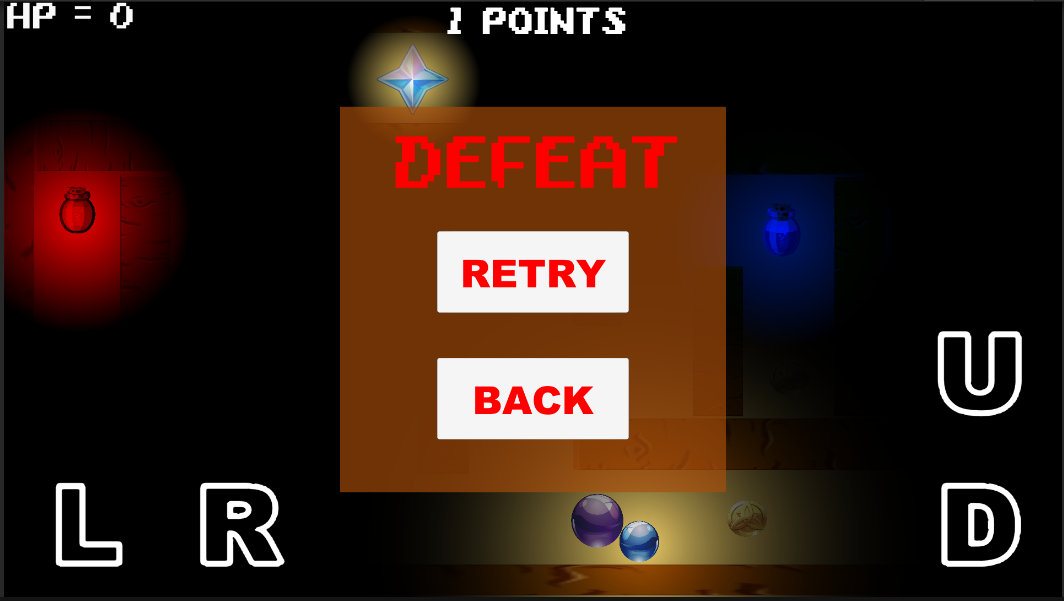 HP = 0
1 POINTS
DEFEAT
RETRY
BACK
U
L R
D